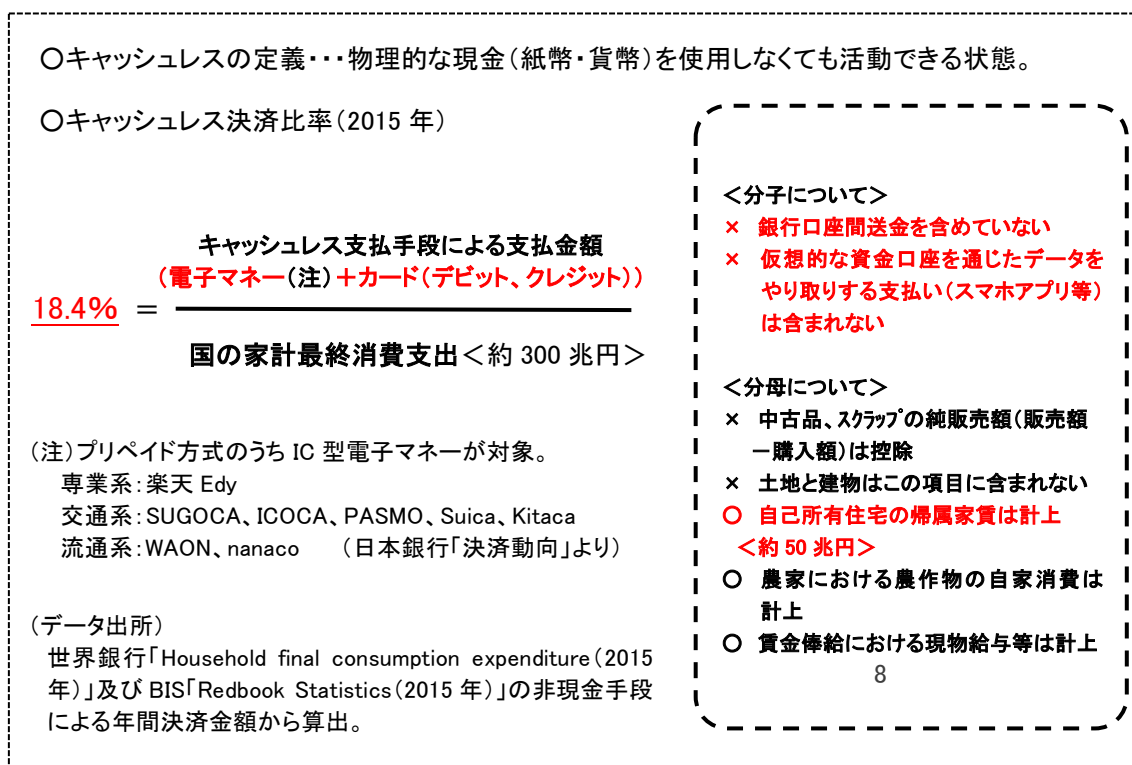 〇キャッシュレスの定義・・・物理的な現金（紙幣・貨幣）を使用しなくても活動できる状態。
〇キャッシュレス決済比率（2015 年）
キャッシュレス支払手段による支払金額
（電子マネー（注）＋カード（デビット、クレジット））
18.4% ＝
国の家計最終消費支出＜約 300 兆円＞
（注）プリペイド方式のうち IC 型電子マネーが対象。
専業系：楽天 Edy
交通系：SUGOCA、ICOCA、PASMO、Suica、Kitaca
流通系：WAON、nanaco （日本銀行「決済動向」より）
（データ出所）
世界銀行「Household final consumption expenditure（2015
年）」及び BIS「Redbook Statistics（2015 年）」の非現金手段
による年間決済金額から算出。
＜分子について＞
× 銀行口座間送金を含めていない
× 仮想的な資金口座を通じたデータを
やり取りする支払い（スマホアプリ等）
は含まれない
＜分母について＞
× 中古品、ｽｸﾗｯﾌﾟの純販売額（販売額
－購入額）は控除
× 土地と建物はこの項目に含まれない
〇 自己所有住宅の帰属家賃は計上
＜約 50 兆円＞
〇 農家における農作物の自家消費は
計上
〇 賃金俸給における現物給与等は計上
8